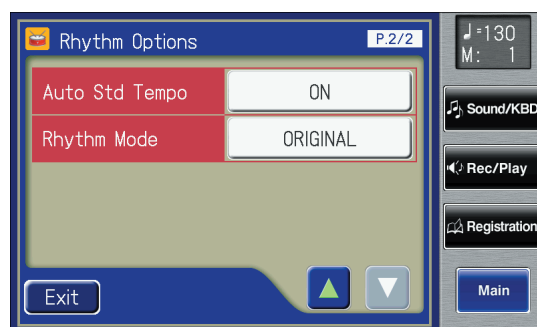 Rhythm Options
P.2/2
Auto Std Tempo
ON
Rhythm Mode
ORIGINAL
Exit
♩=130
M: 1
Sound/KBD
Rec/Play
Registration
Main